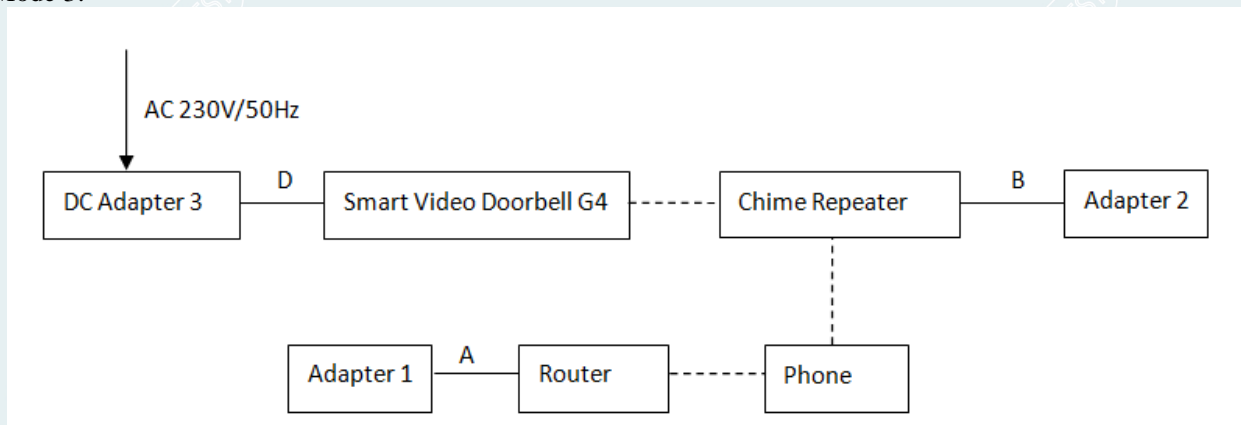 AC 230V/50Hz
DC Adapter 3
D
Smart Video Doorbell G4
Chime Repeater
B
Adapter 2
Adapter 1
A
Router
Phone